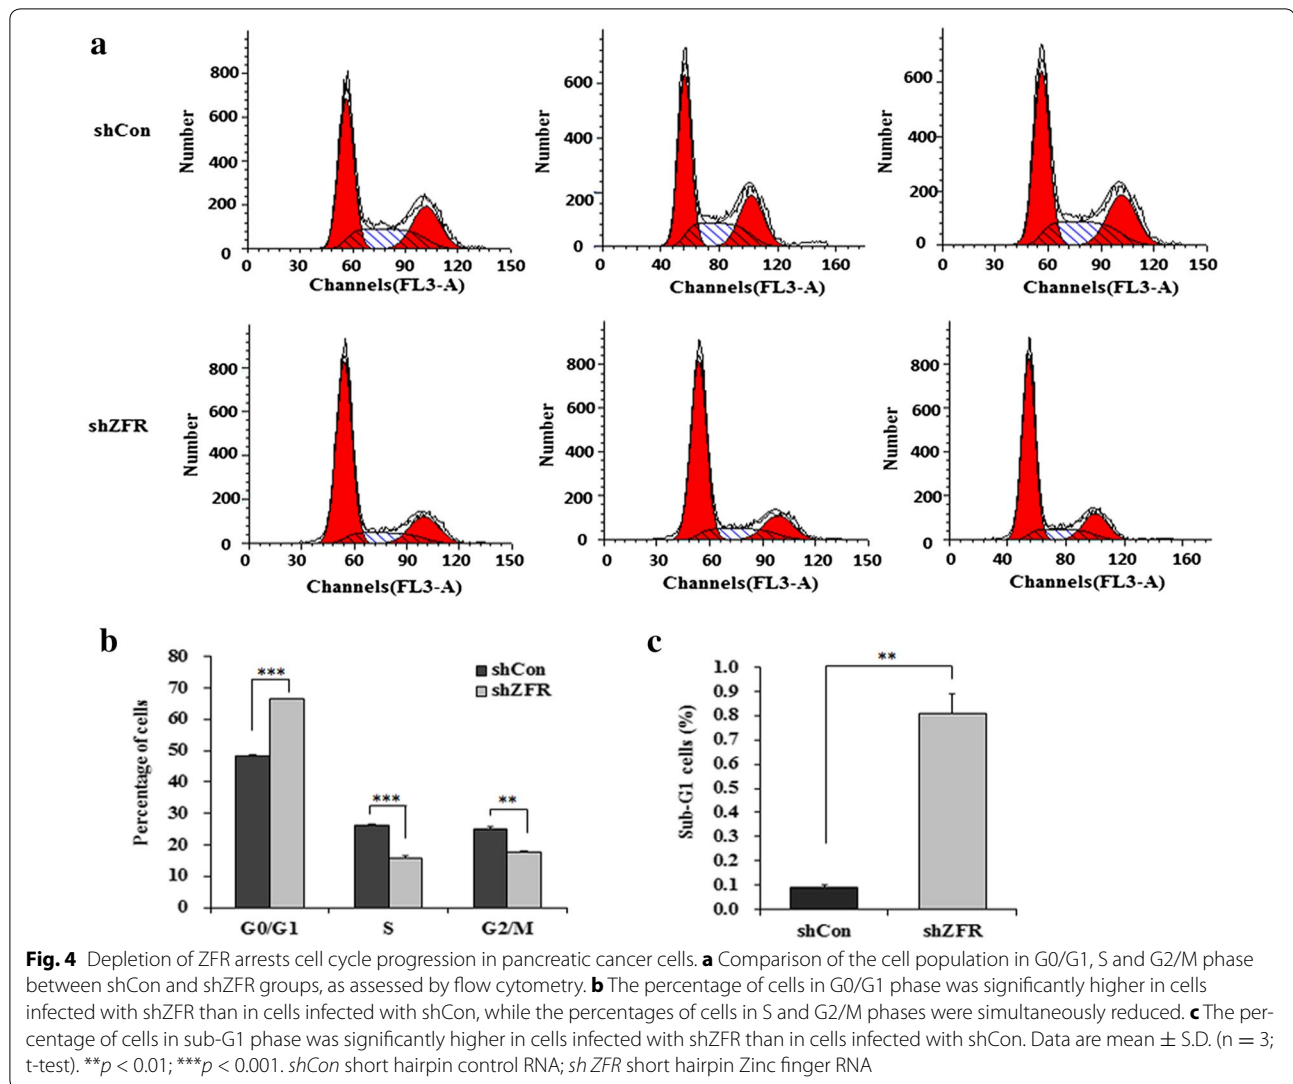 a
shCon
Number
800
600
400
200
0
0 30 60 90 120 150
Channels(FL3-A)
Number
600
400
200
0
0 40 80 120 160
Channels(FL3-A)
Number
600
400
200
0
0 30 60 90 120 150
Channels(FL3-A)
shZFR
Number
800
600
400
200
0
0 30 60 90 120 150
Channels(FL3-A)
Number
800
600
400
200
0
0 30 60 90 120 150
Channels(FL3-A)
Number
800
600
400
200
0
0 40 80 120 160
Channels(FL3-A)
b
Percentage of cells
80
70
60
50
40
30
20
10
0
***
***
**
shCon
shZFR
G0/G1 S G2/M
c
Sub-G1 cells (%)
1.0
0.9
0.8
0.7
0.6
0.5
0.4
0.3
0.2
0.1
0.0
**
shCon shZFR
Fig. 4 Depletion of ZFR arrests cell cycle progression in pancreatic cancer cells. a Comparison of the cell population in G0/G1, S and G2/M phase
between shCon and shZFR groups, as assessed by flow cytometry. b The percentage of cells in G0/G1 phase was significantly higher in cells
infected with shZFR than in cells infected with shCon, while the percentages of cells in S and G2/M phases were simultaneously reduced. c The per-
centage of cells in sub-G1 phase was significantly higher in cells infected with shZFR than in cells infected with shCon. Data are mean ± S.D. (n = 3;
t-test). **p < 0.01; ***p < 0.001. shCon short hairpin control RNA; sh ZFR short hairpin Zinc finger RNA